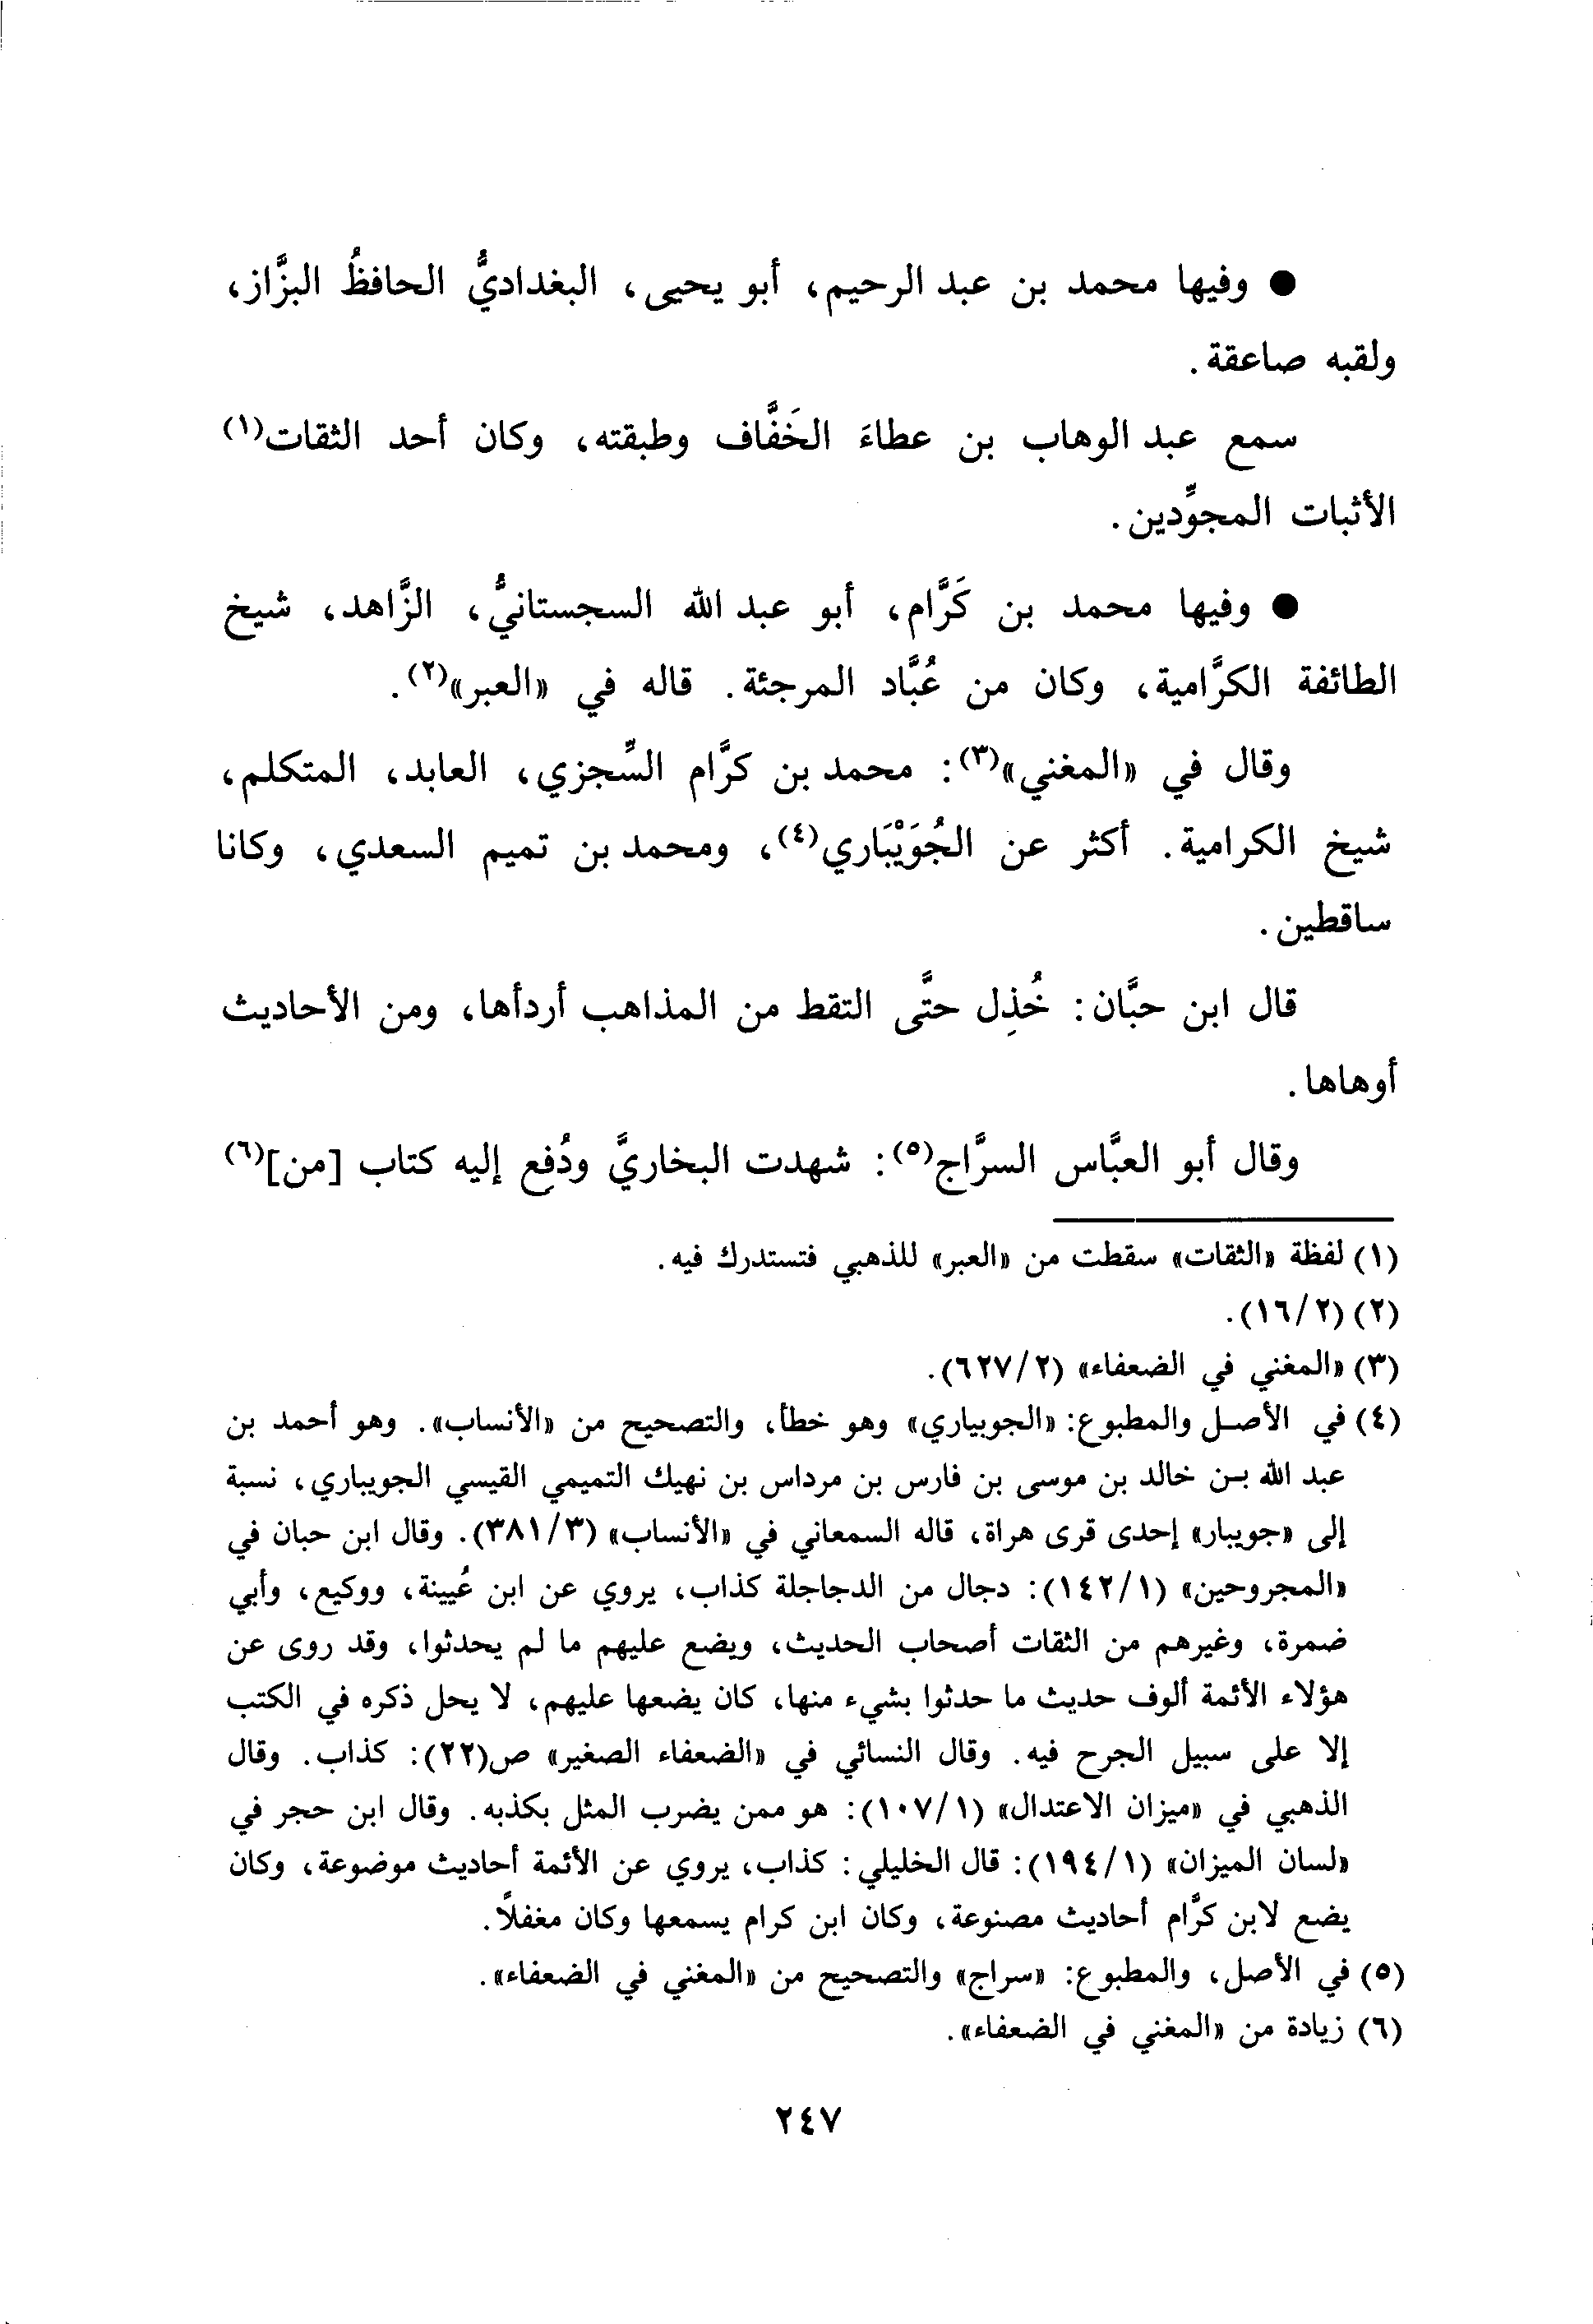 ● وفيها محمد بن عبد الرحيم، أبو يحيى، البغداديُّ الحافظُ البزَّاز،
ولقبه صاعقة.
سمع عبد الوهاب بن عطاءَ الخَفَّاف وطبقته، وكان أحد الثقات(١)
الأثبات المجوِّدين.
● وفيها محمد بن كَرَّام، أبو عبد الله السجستانيُّ، الزَّاهد، شيخ
الطائفة الكرَّامية، وكان من عُبَّاد المرجئة. قاله في «العبر»(٢).
وقال في «المغني»(٣): محمد بن كرَّام السِّجزي، العابد، المتكلم،
شيخ الكرامية. أكثر عن الجُوَيْبَاري(٤)، ومحمد بن تميم السعدي، وكانا
ساقطين.
قال ابن حبَّان: خُذِل حتَّى التقط من المذاهب أردأها، ومن الأحاديث
أوهاها.
وقال أبو العبَّاس السرَّاج(٥): شهدت البخاريَّ ودُفع إليه كتاب [من](٦)
(١) لفظة «الثقات» سقطت من «العبر» للذهبي فتستدرك فيه.
(٢) (١٦/٢).
(٣) «المغني في الضعفاء» (٦٢٧/٢).
(٤) في الأصل والمطبوع: «الجوبياري» وهو خطأ، والتصحيح من «الأنساب». وهو أحمد بن
عبد الله بن خالد بن موسى بن فارس بن مرداس بن نهيك التميمي القيسي الجويباري، نسبة
إلى «جويبار» إحدى قرى هراة، قاله السمعاني في «الأنساب» (٣٨١/٣). وقال ابن حبان في
«المجروحين» (١٤٢/١): دجال من الدجاجلة كذاب، يروي عن ابن عُيينة، ووكيع، وأبي
ضمرة، وغيرهم من الثقات أصحاب الحديث، ويضع عليهم ما لم يحدثوا، وقد روى عن
هؤلاء الأئمة ألوف حديث ما حدثوا بشيء منها، كان يضعها عليهم، لا يحل ذكره في الكتب
إلا على سبيل الجرح فيه. وقال النسائي في «الضعفاء الصغير» ص(٢٢): كذاب. وقال
الذهبي في «ميزان الاعتدال» (١٠٧/١): هو ممن يضرب المثل بكذبه. وقال ابن حجر في
«لسان الميزان» (١٩٤/١): قال الخليلي: كذاب، يروي عن الأئمة أحاديث موضوعة، وكان
يضع لابن كرَّام أحاديث مصنوعة، وكان ابن كرام يسمعها وكان مغفلاً.
(٥) في الأصل، والمطبوع: «سراج» والتصحيح من «المغني في الضعفاء».
(٦) زيادة من «المغني في الضعفاء».
٢٤٧